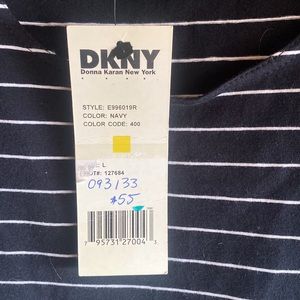 DKNY
Donna Karan New York
STYLE: E996019R
COLOR: NAVY
COLOR CODE: 400
L
127684
093133
$55
7 95731 27004 3